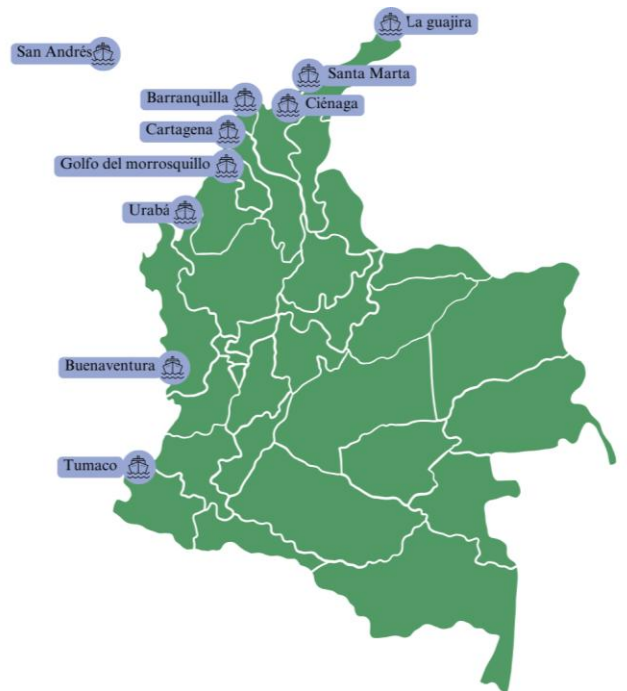 La guajira
San Andrés
Santa Marta
Barranquilla
Ciénaga
Cartagena
Golfo del morrosquillo
Urabá
Buenaventura
Tumaco